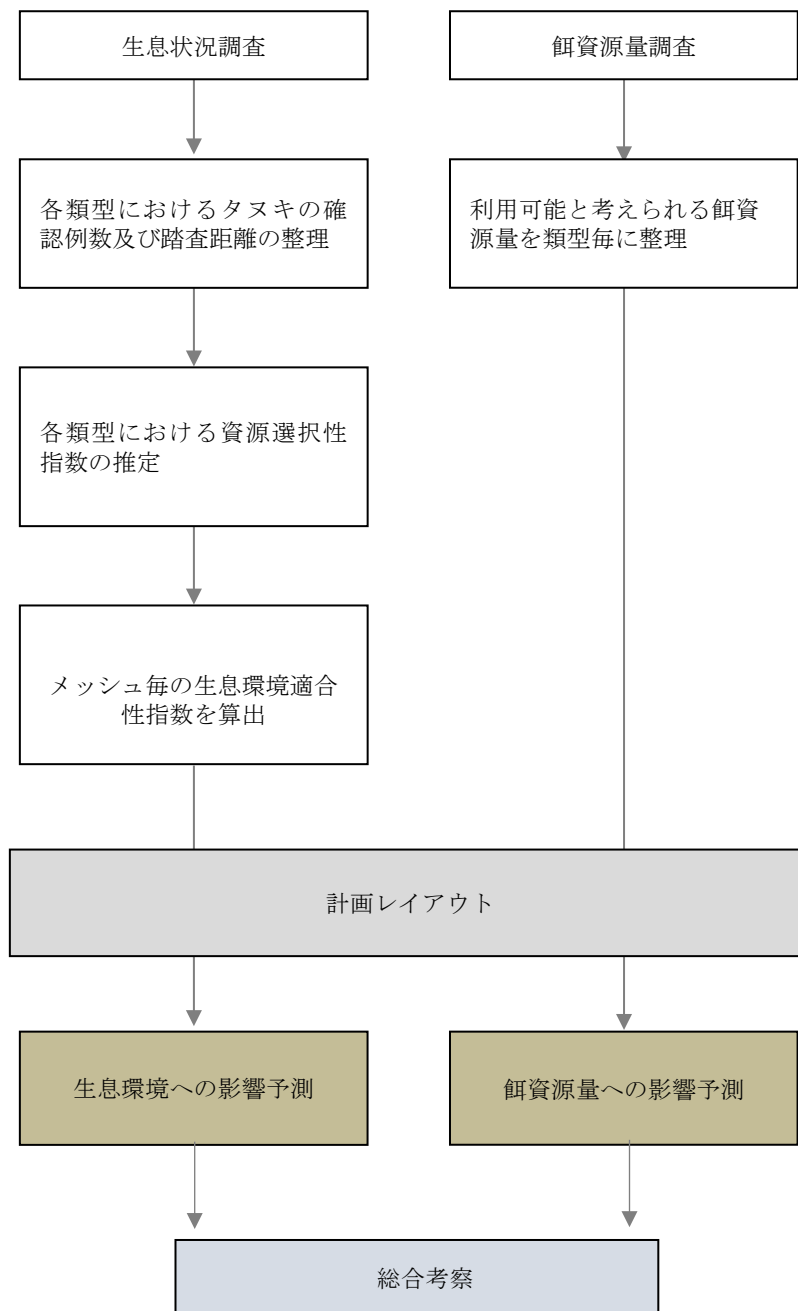 生息状況調査
餌資源量調査
各類型におけるタヌキの確
認例数及び踏査距離の整理
利用可能と考えられる餌資
源量を類型毎に整理
各類型における資源選択性
指数の推定
メッシュ毎の生息環境適合
性指数を算出
計画レイアウト
生息環境への影響予測
餌資源量への影響予測
総合考察